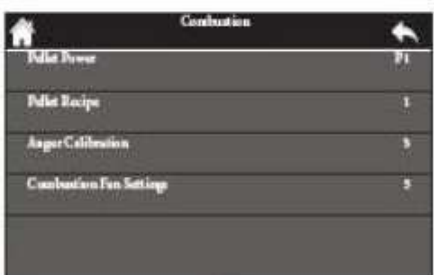 Combustion
Pellet Power P1
Pellet Recipe 1
Auger Calibration 5
Combustion Fan Settings 5